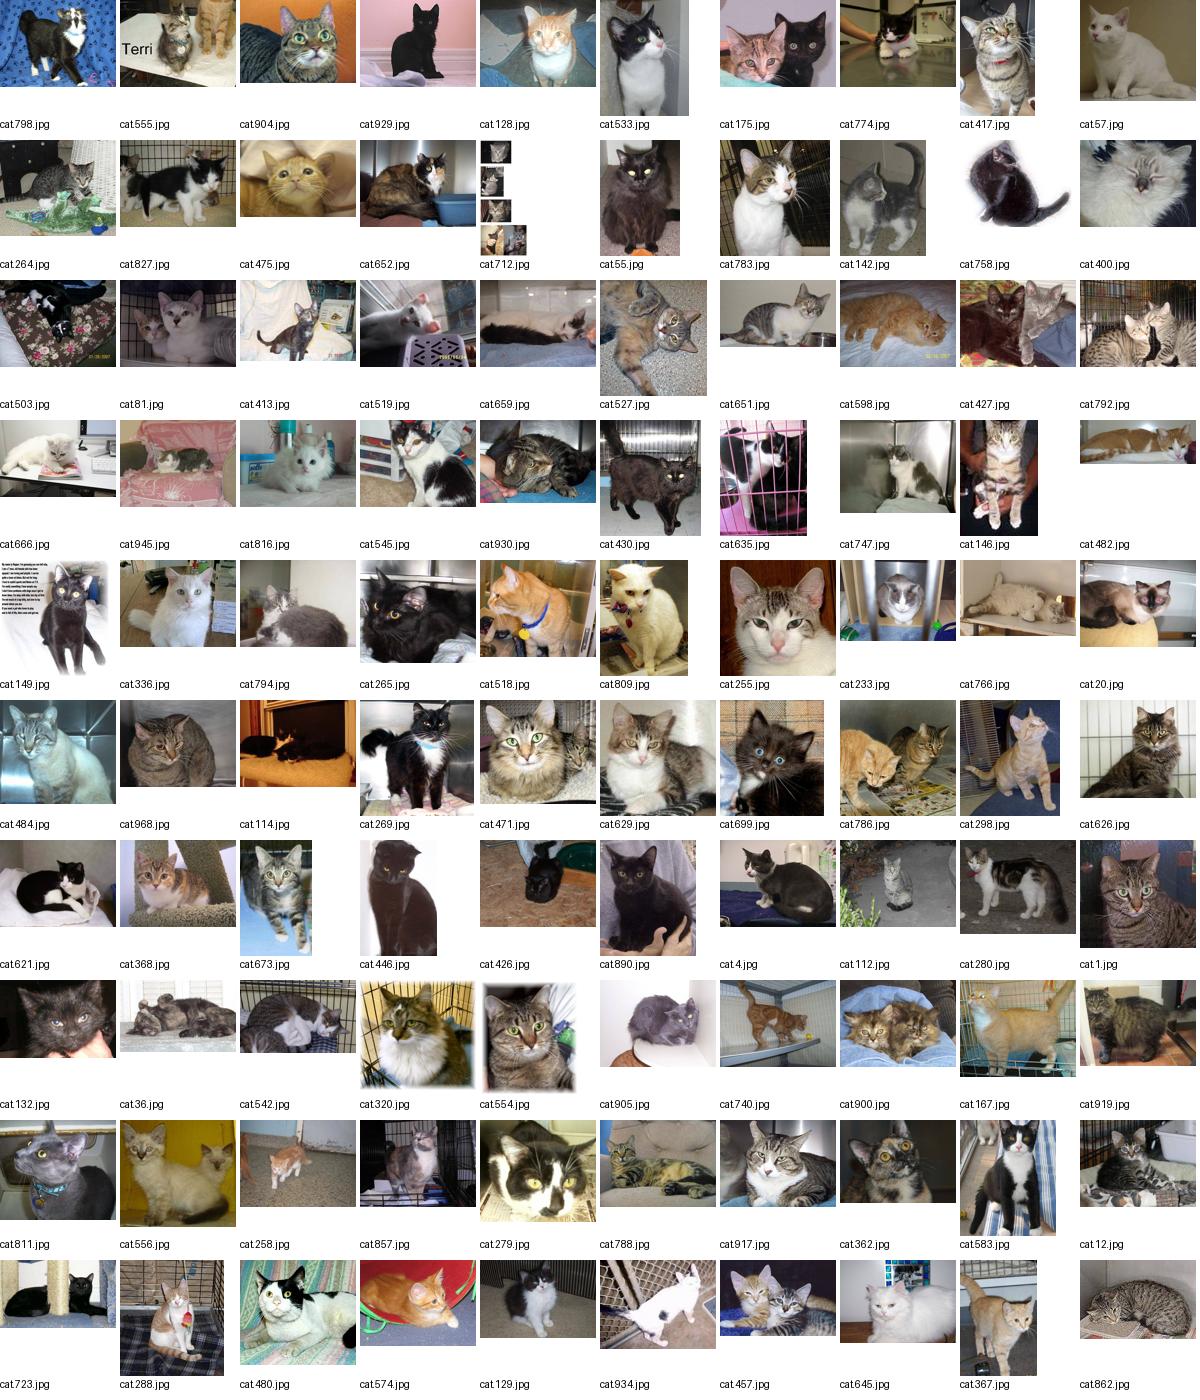 Terri
cat.798.jpg cat.555.jpg cat.904.jpg cat.929.jpg cat.128.jpg cat.533.jpg cat.175.jpg cat.774.jpg cat.417.jpg cat.57.jpg
cat.264.jpg cat.827.jpg cat.475.jpg cat.652.jpg cat.712.jpg cat.55.jpg cat.783.jpg cat.142.jpg cat.758.jpg cat.400.jpg
cat.503.jpg cat.81.jpg cat.413.jpg cat.519.jpg cat.659.jpg cat.527.jpg cat.651.jpg cat.598.jpg cat.427.jpg cat.792.jpg
cat.666.jpg cat.945.jpg cat.816.jpg cat.545.jpg cat.930.jpg cat.430.jpg cat.635.jpg cat.747.jpg cat.146.jpg cat.482.jpg
cat.149.jpg cat.336.jpg cat.794.jpg cat.265.jpg cat.518.jpg cat.809.jpg cat.255.jpg cat.233.jpg cat.766.jpg cat.20.jpg
cat.484.jpg cat.968.jpg cat.114.jpg cat.269.jpg cat.471.jpg cat.629.jpg cat.699.jpg cat.786.jpg cat.298.jpg cat.626.jpg
cat.621.jpg cat.368.jpg cat.673.jpg cat.446.jpg cat.426.jpg cat.890.jpg cat.4.jpg cat.112.jpg cat.280.jpg cat.1.jpg
cat.132.jpg cat.36.jpg cat.542.jpg cat.320.jpg cat.554.jpg cat.905.jpg cat.740.jpg cat.900.jpg cat.167.jpg cat.919.jpg
cat.811.jpg cat.556.jpg cat.258.jpg cat.857.jpg cat.279.jpg cat.788.jpg cat.917.jpg cat.362.jpg cat.583.jpg cat.12.jpg
cat.723.jpg cat.288.jpg cat.480.jpg cat.574.jpg cat.129.jpg cat.934.jpg cat.457.jpg cat.645.jpg cat.367.jpg cat.862.jpg